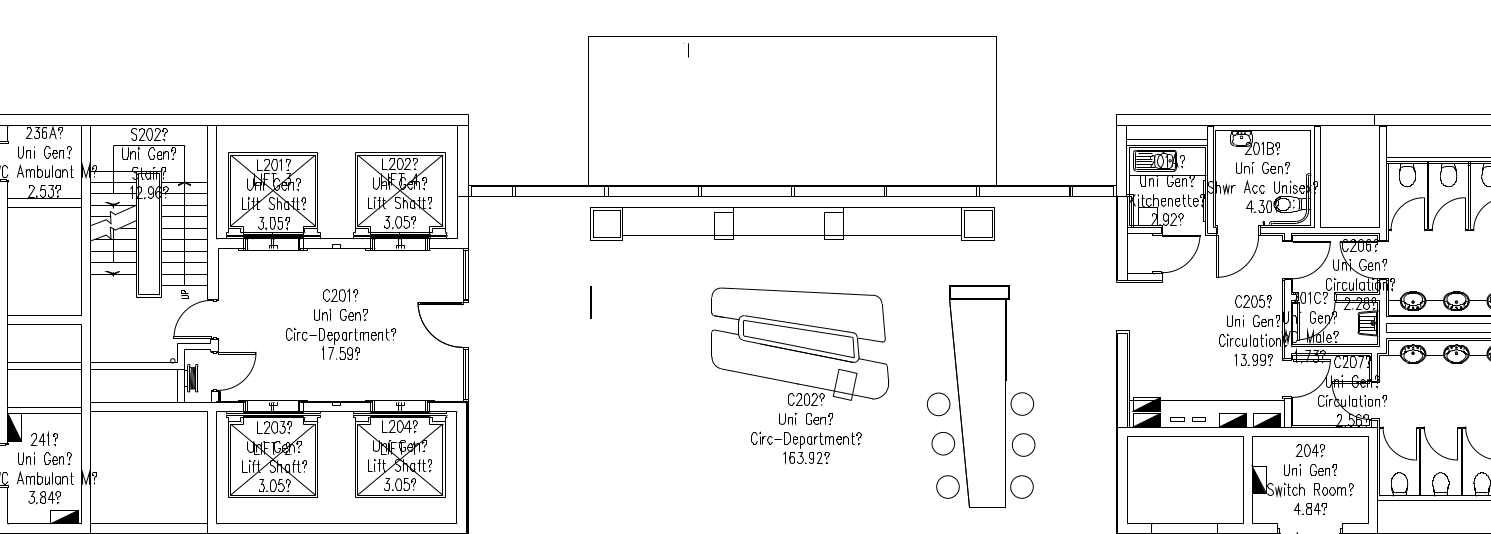 236A?
Uni Gen?
C Ambulant M?
2.53?
S202?
Uni Gen?
Stair?
12.96?
UP
L201?
LIFT 3
Uni Gen?
Lift Shaft?
3.05?
L202?
LIFT 4
Uni Gen?
Lift Shaft?
3.05?
C201?
Uni Gen?
Circ-Department?
17.59?
L203?
LIFT 2
Uni Gen?
Lift Shaft?
3.05?
L204?
LIFT 1
Uni Gen?
Lift Shaft?
3.05?
241?
Uni Gen?
C Ambulant M?
3.84?
C202?
Uni Gen?
Circ-Department?
163.92?
201A?
Uni Gen?
Kitchenette?
2.92?
201B?
Uni Gen?
Shwr Acc Unisex?
4.30?
C205?
Uni Gen?
Circulation?
13.99?
C206?
Uni Gen?
Circulation?
2.28?
201C?
Uni Gen?
Male?
1.73?
C207?
Uni Gen?
Circulation?
2.56?
204?
Uni Gen?
Switch Room?
4.84?